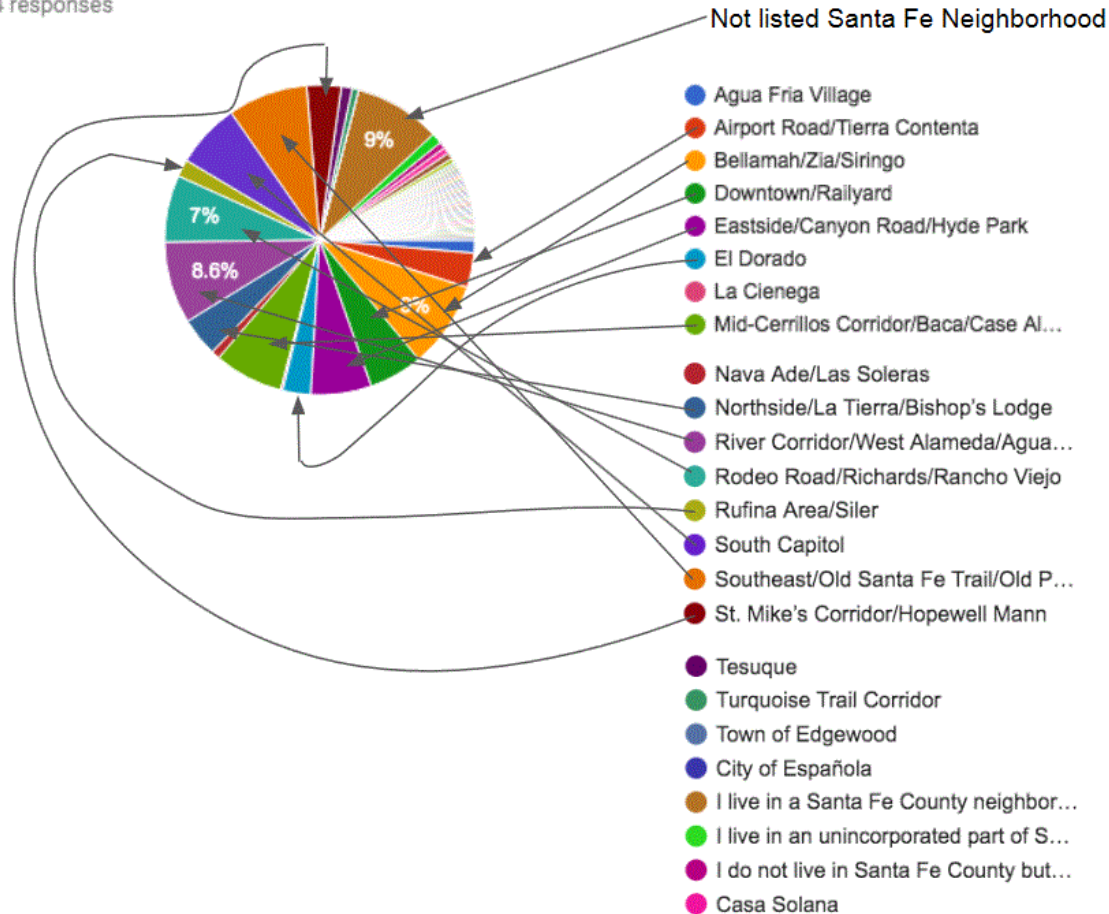 responses
Not listed Santa Fe Neighborhood
9%
7%
8.6%
Agua Fria Village
Airport Road/Tierra Contenta
Bellamah/Zia/Siringo
Downtown/Railyard
Eastside/Canyon Road/Hyde Park
El Dorado
La Cienega
Mid-Cerrillos Corridor/Baca/Case Al…
Nava Ade/Las Soleras
Northside/La Tierra/Bishop's Lodge
River Corridor/West Alameda/Agua…
Rodeo Road/Richards/Rancho Viejo
Rufina Area/Siler
South Capitol
Southeast/Old Santa Fe Trail/Old P…
St. Mike's Corridor/Hopewell Mann
Tesuque
Turquoise Trail Corridor
Town of Edgewood
City of Española
I live in a Santa Fe County neighbor…
I live in an unincorporated part of S…
I do not live in Santa Fe County but…
Casa Solana